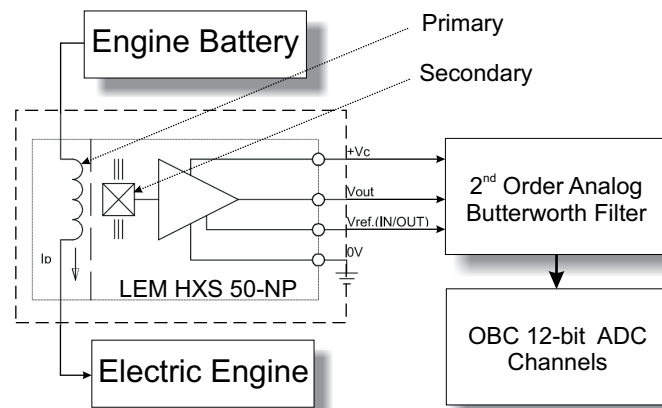 Engine Battery
Primary
Secondary
+Vc
Vout
Vref.(IN/OUT)
0V
Ip
LEM HXS 50-NP
2nd Order Analog
Butterworth Filter
OBC 12-bit ADC
Channels
Electric Engine